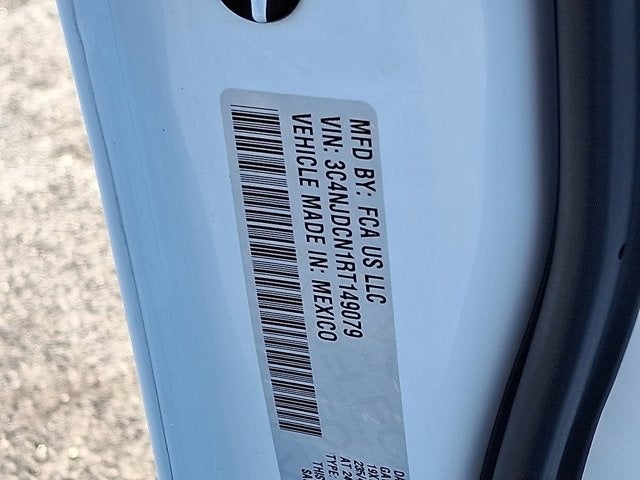 MFD BY: FCA US LLC
VIN: 3C4NJDCN1RT149079
VEHICLE MADE IN: MEXICO